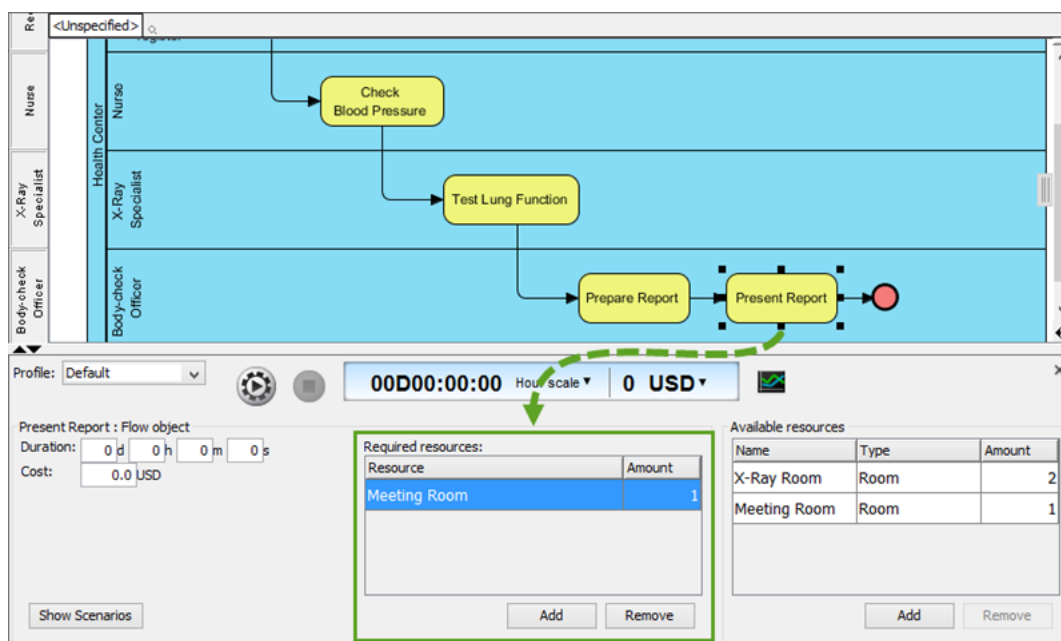 <Unspecified>
Nurse
X-Ray
Specialist
Body-check
Officer
Health Center
Nurse
X-Ray
Specialist
Body-check
Officer
Check
Blood Pressure
Test Lung Function
Prepare Report
Present Report
Profile:
Default
00D00:00:00
scale
0 USD
Present Report : Flow object
Duration:
0 d 0 h 0 m 0 s
Cost:
0.0 USD
Show Scenarios
Required resources:
Resource
Amount
Meeting Room
1
Add
Remove
Available resources
Name
Type
Amount
X-Ray Room
Room
2
Meeting Room
Room
1
Add
Remove